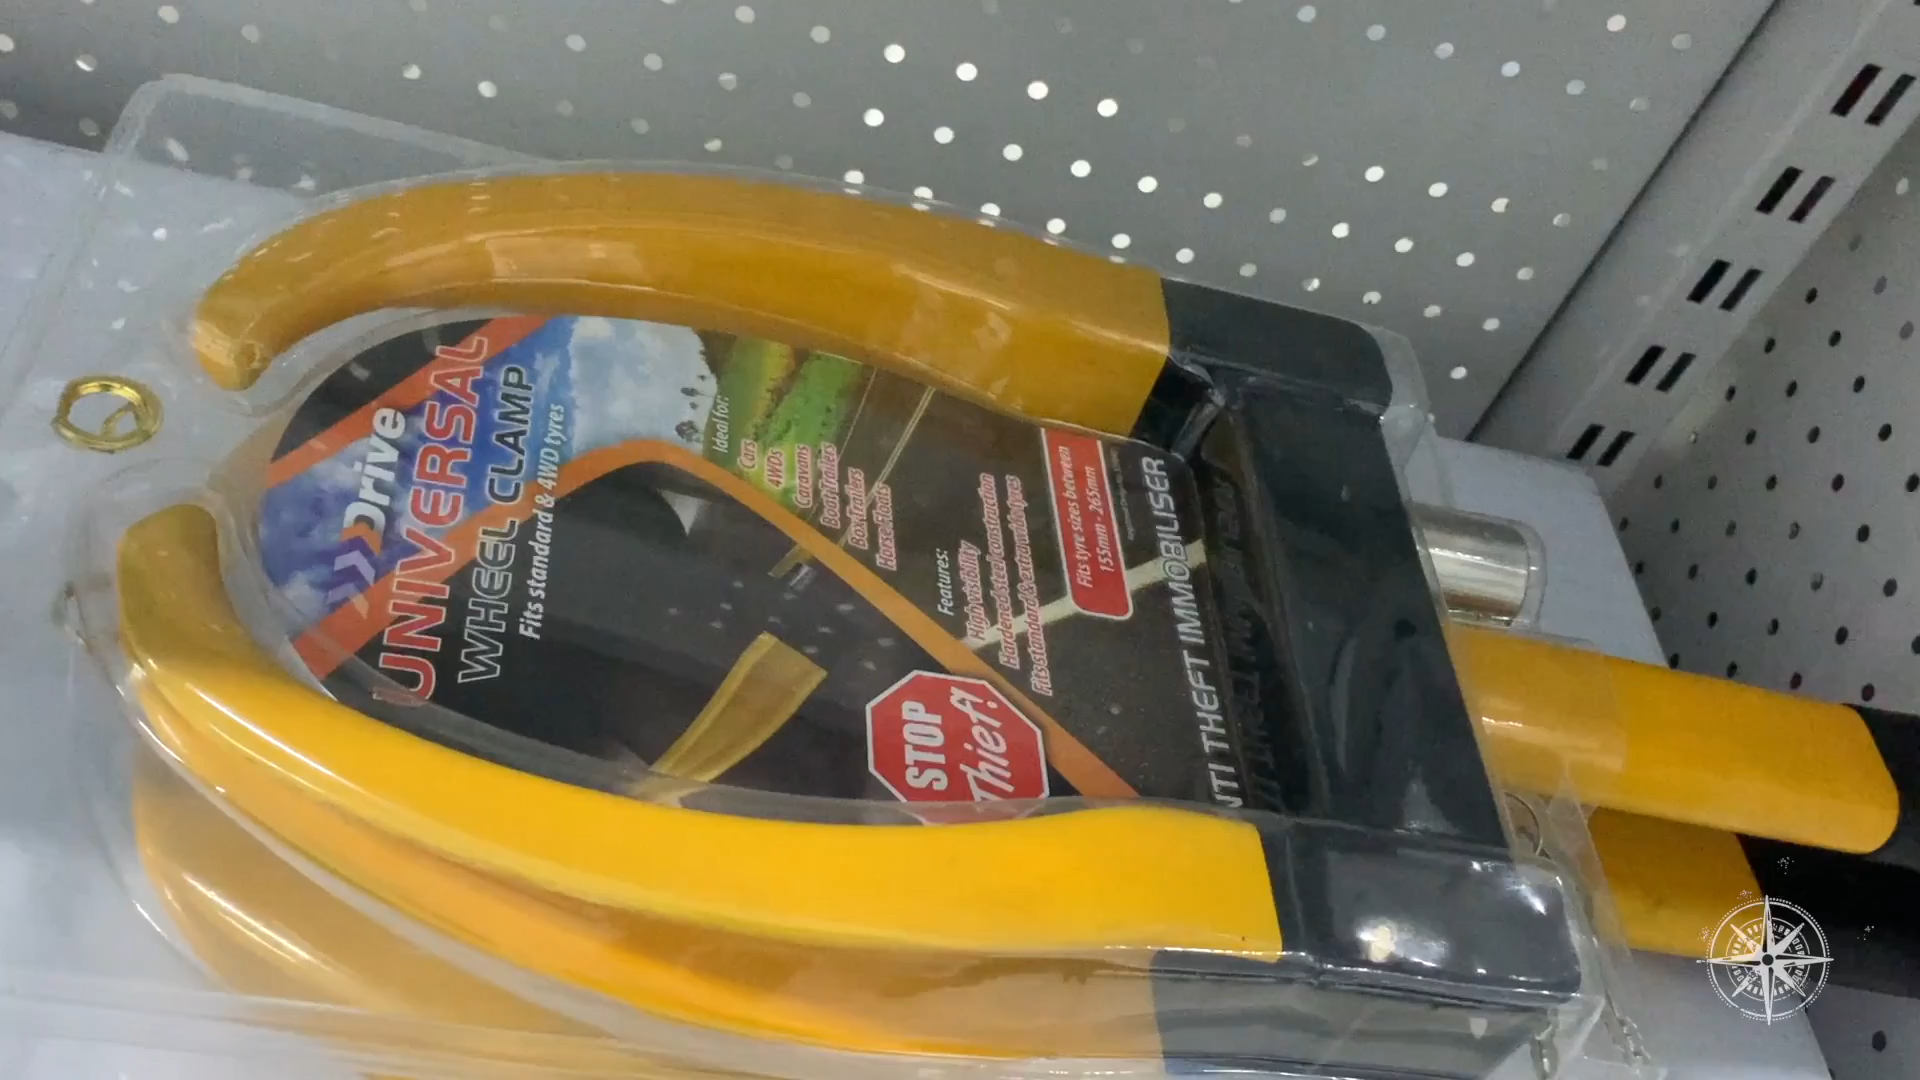 Drive
UNIVERSAL
WHEEL CLAMP
Fits standard & 4WD tyres
Ideal for:
Cars
4WDs
Caravans
Boat Trailers
Box Trailers
Horse Floats
Features:
High visibility
Hardened steel construction
Fits standard & extra wide tyres
Fits tyre sizes between
155mm - 265mm
STOP
Thief!
ANTI THEFT IMMOBILISER